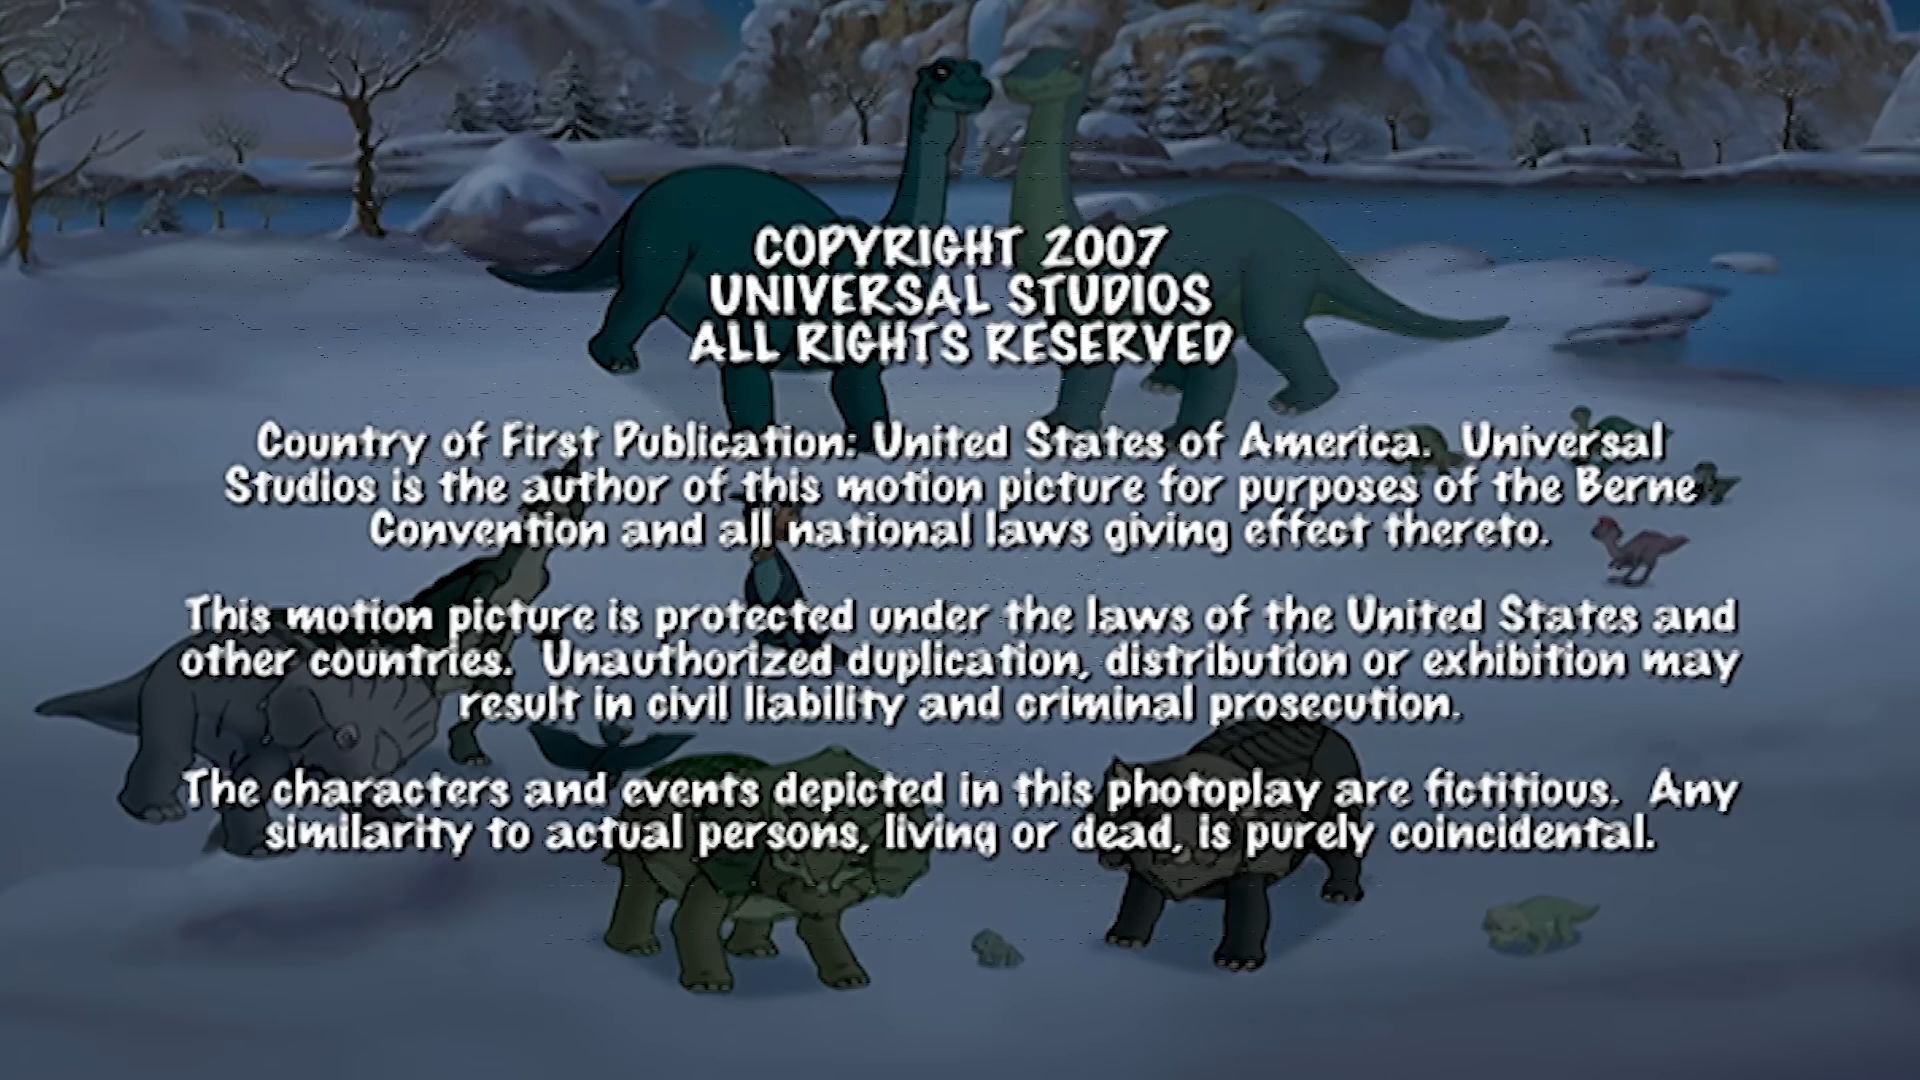 COPYRIGHT 2007
UNIVERSAL STUDIOS
ALL RIGHTS RESERVED
Country of First Publication: United States of America.  Universal
Studios is the author of this motion picture for purposes of the Berne
Convention and all national laws giving effect thereto.
This motion picture is protected under the laws of the United States and
other countries.  Unauthorized duplication, distribution or exhibition may
result in civil liability and criminal prosecution.
The characters and events depicted in this photoplay are fictitious.  Any
similarity to actual persons, living or dead, is purely coincidental.